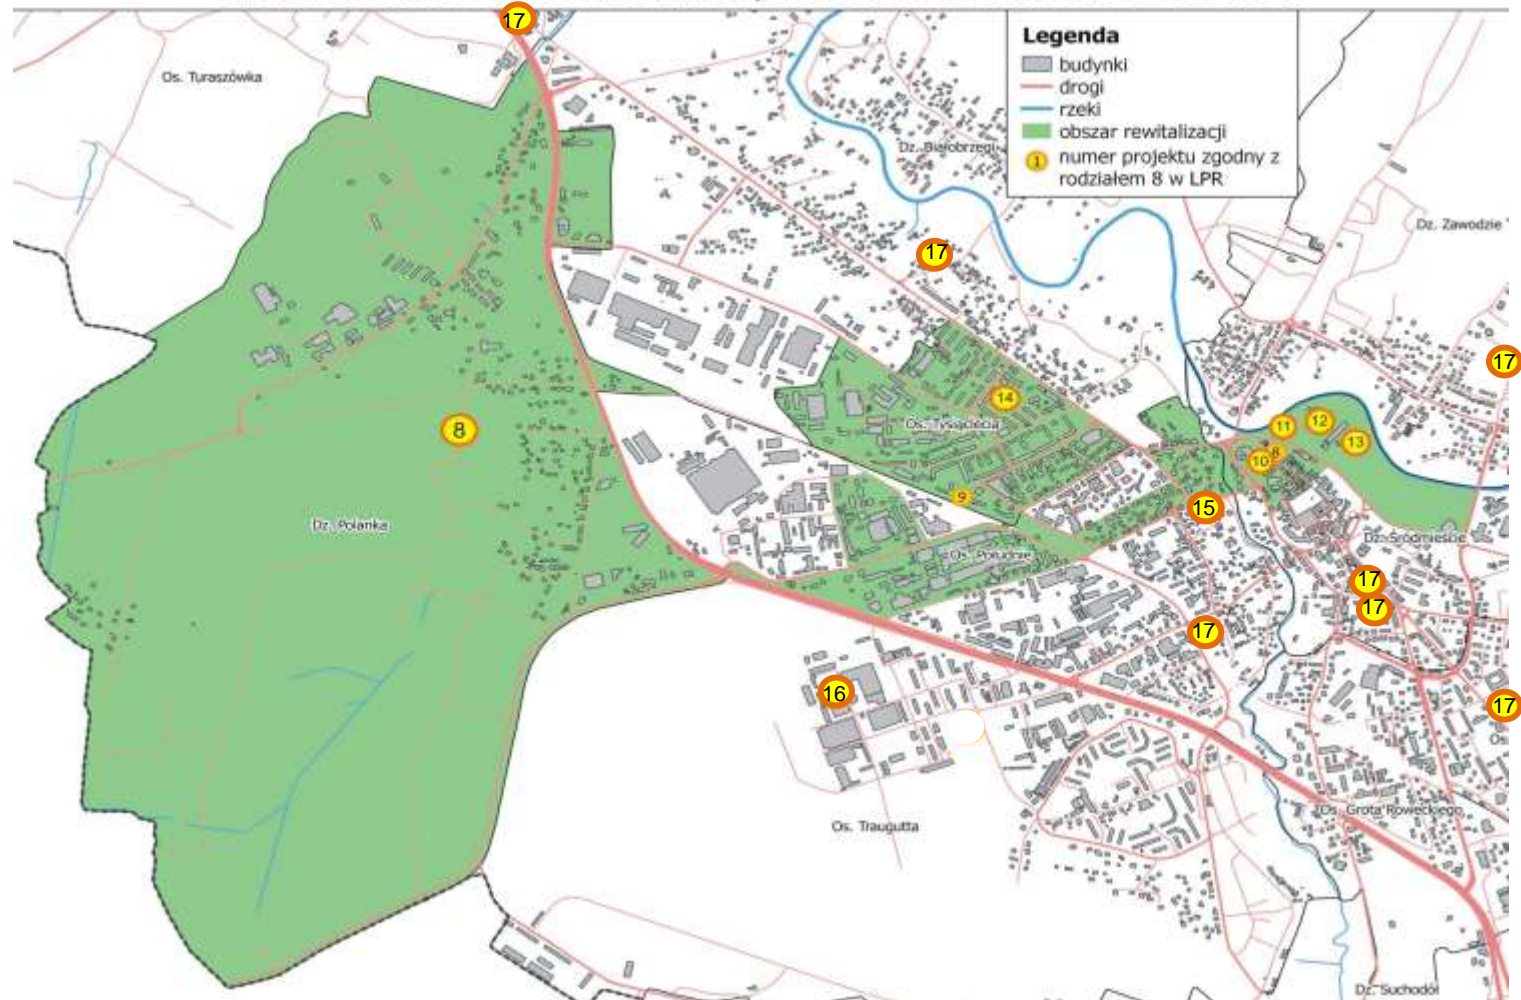 17
Legenda
budynki
drogi
rzeki
obszar rewitalizacji
1
numer projektu zgodny z
rodziałem 8 w LPR
Os. Turaszówka
Dz. Białobrzegi
Dz. Zawodzie
17
17
14
Os. Tysiąclecia
8
11
12
13
10
8
9
15
Dz. Polanka
Dz. Śródmieście
Os. Południe
17
17
17
16
17
Os. Grota Roweckiego
Os. Traugutta
Dz. Suchodół